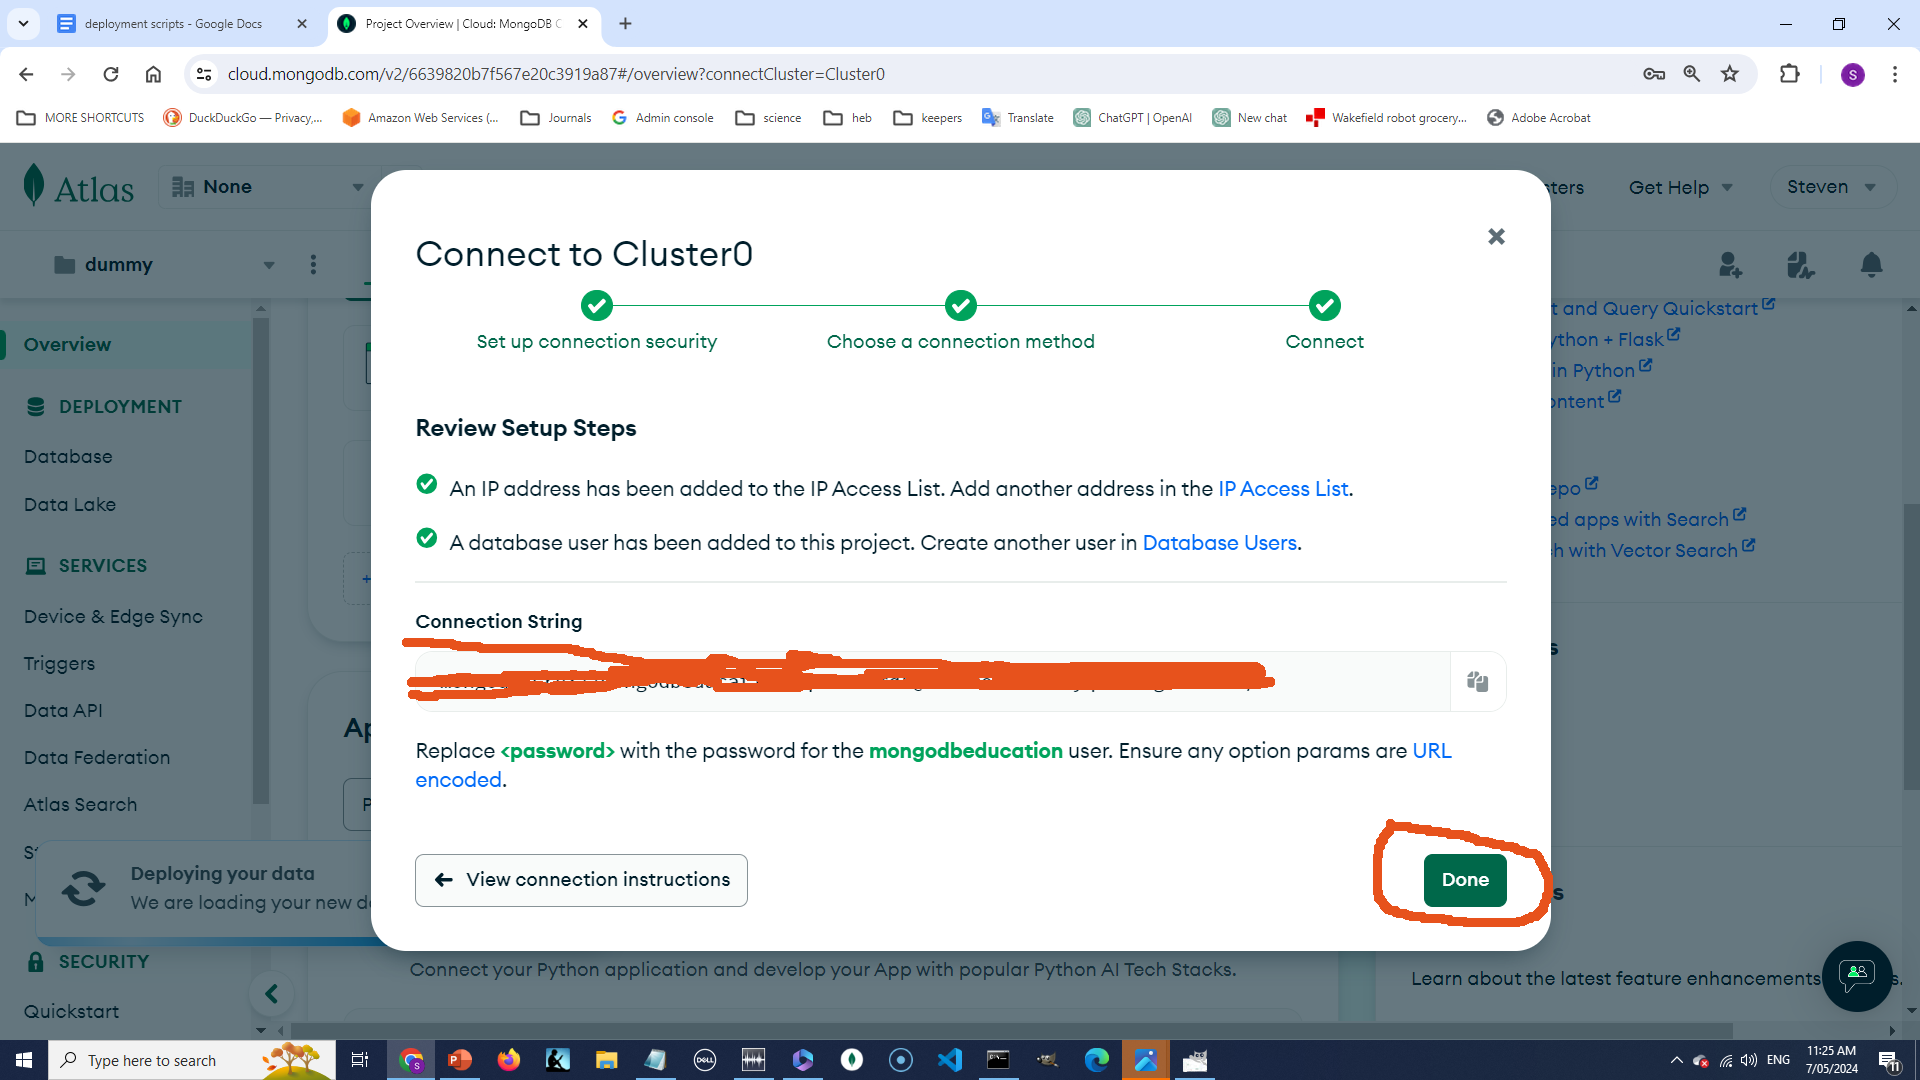 deployment scripts - Google Docs
Project Overview | Cloud: MongoDB C
cloud.mongodb.com/v2/6639820b7f567e20c3919a87#/overview?connectCluster=Cluster0
S
MORE SHORTCUTS
DuckDuckGo — Privacy,...
Amazon Web Services (...
Journals
Admin console
science
heb
keepers
Translate
ChatGPT | OpenAI
New chat
Wakefield robot grocery...
Adobe Acrobat
Atlas
None
Get Help
Steven
dummy
Overview
DEPLOYMENT
Database
Data Lake
SERVICES
Device & Edge Sync
Triggers
Data API
Data Federation
Atlas Search
Deploying your data
We are loading your new
SECURITY
Quickstart
Connect to Cluster0
Set up connection security
Choose a connection method
Connect
Review Setup Steps
An IP address has been added to the IP Access List. Add another address in the IP Access List.
A database user has been added to this project. Create another user in Database Users.
Connection String
Replace <password> with the password for the mongodbeducation user. Ensure any option params are URL
encoded.
View connection instructions
Done
t and Query Quickstart
ython + Flask
in Python
ontent
epo
ed apps with Search
h with Vector Search
Connect your Python application and develop your App with popular Python AI Tech Stacks.
Learn about the latest feature enhancements
Type here to search
DELL
ENG
11:25 AM
7/05/2024
11